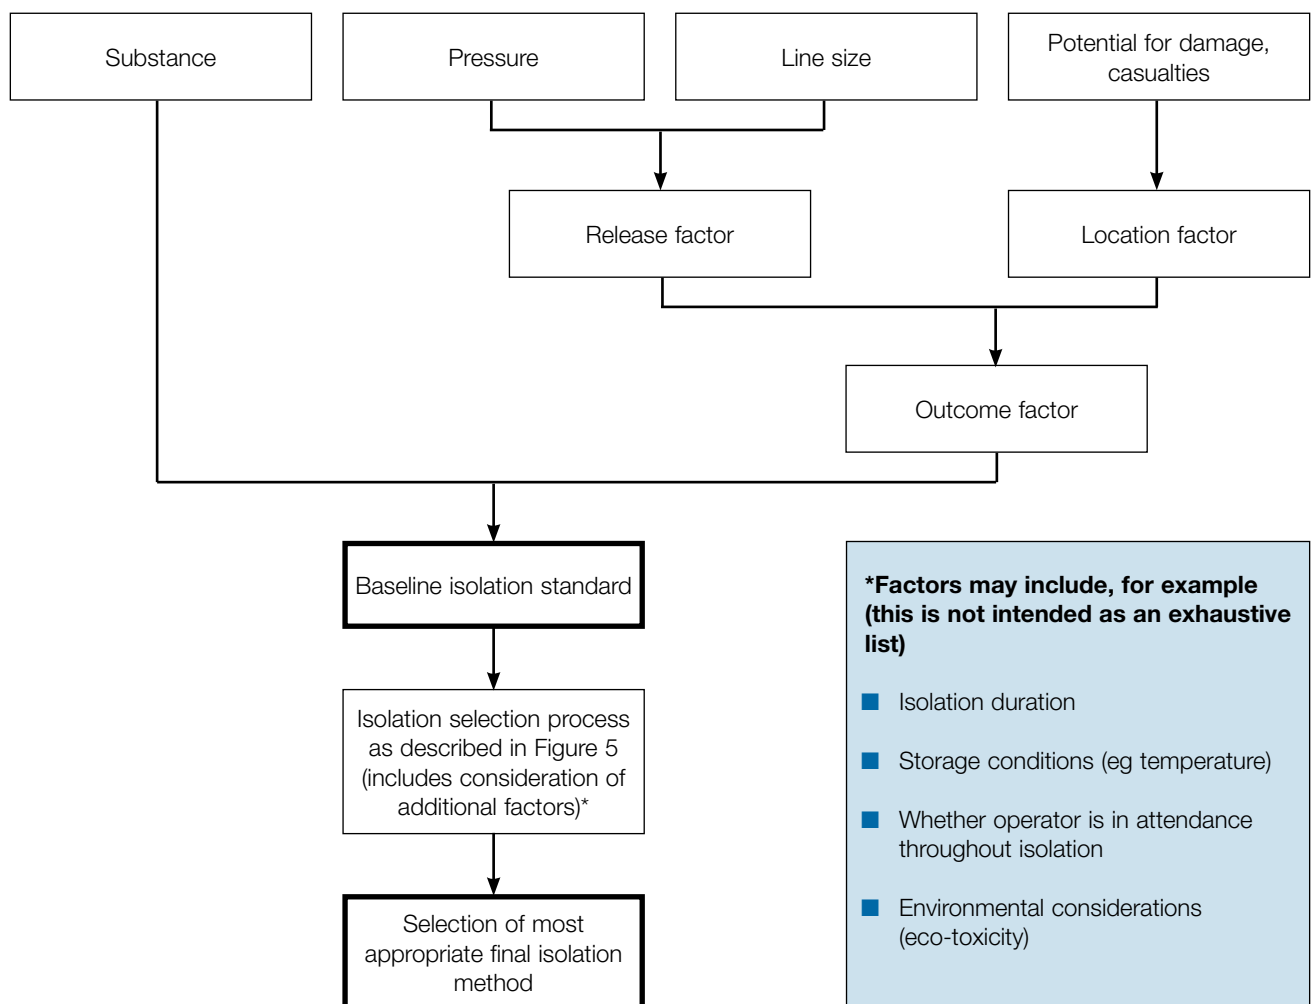 Substance
Pressure
Line size
Potential for damage,
casualties
Release factor
Location factor
Outcome factor
Baseline isolation standard
Isolation selection process
as described in Figure 5
(includes consideration of
additional factors)*
Selection of most
appropriate final isolation
method
*Factors may include, for example
(this is not intended as an exhaustive
list)
Isolation duration
Storage conditions (eg temperature)
Whether operator is in attendance
throughout isolation
Environmental considerations
(eco-toxicity)